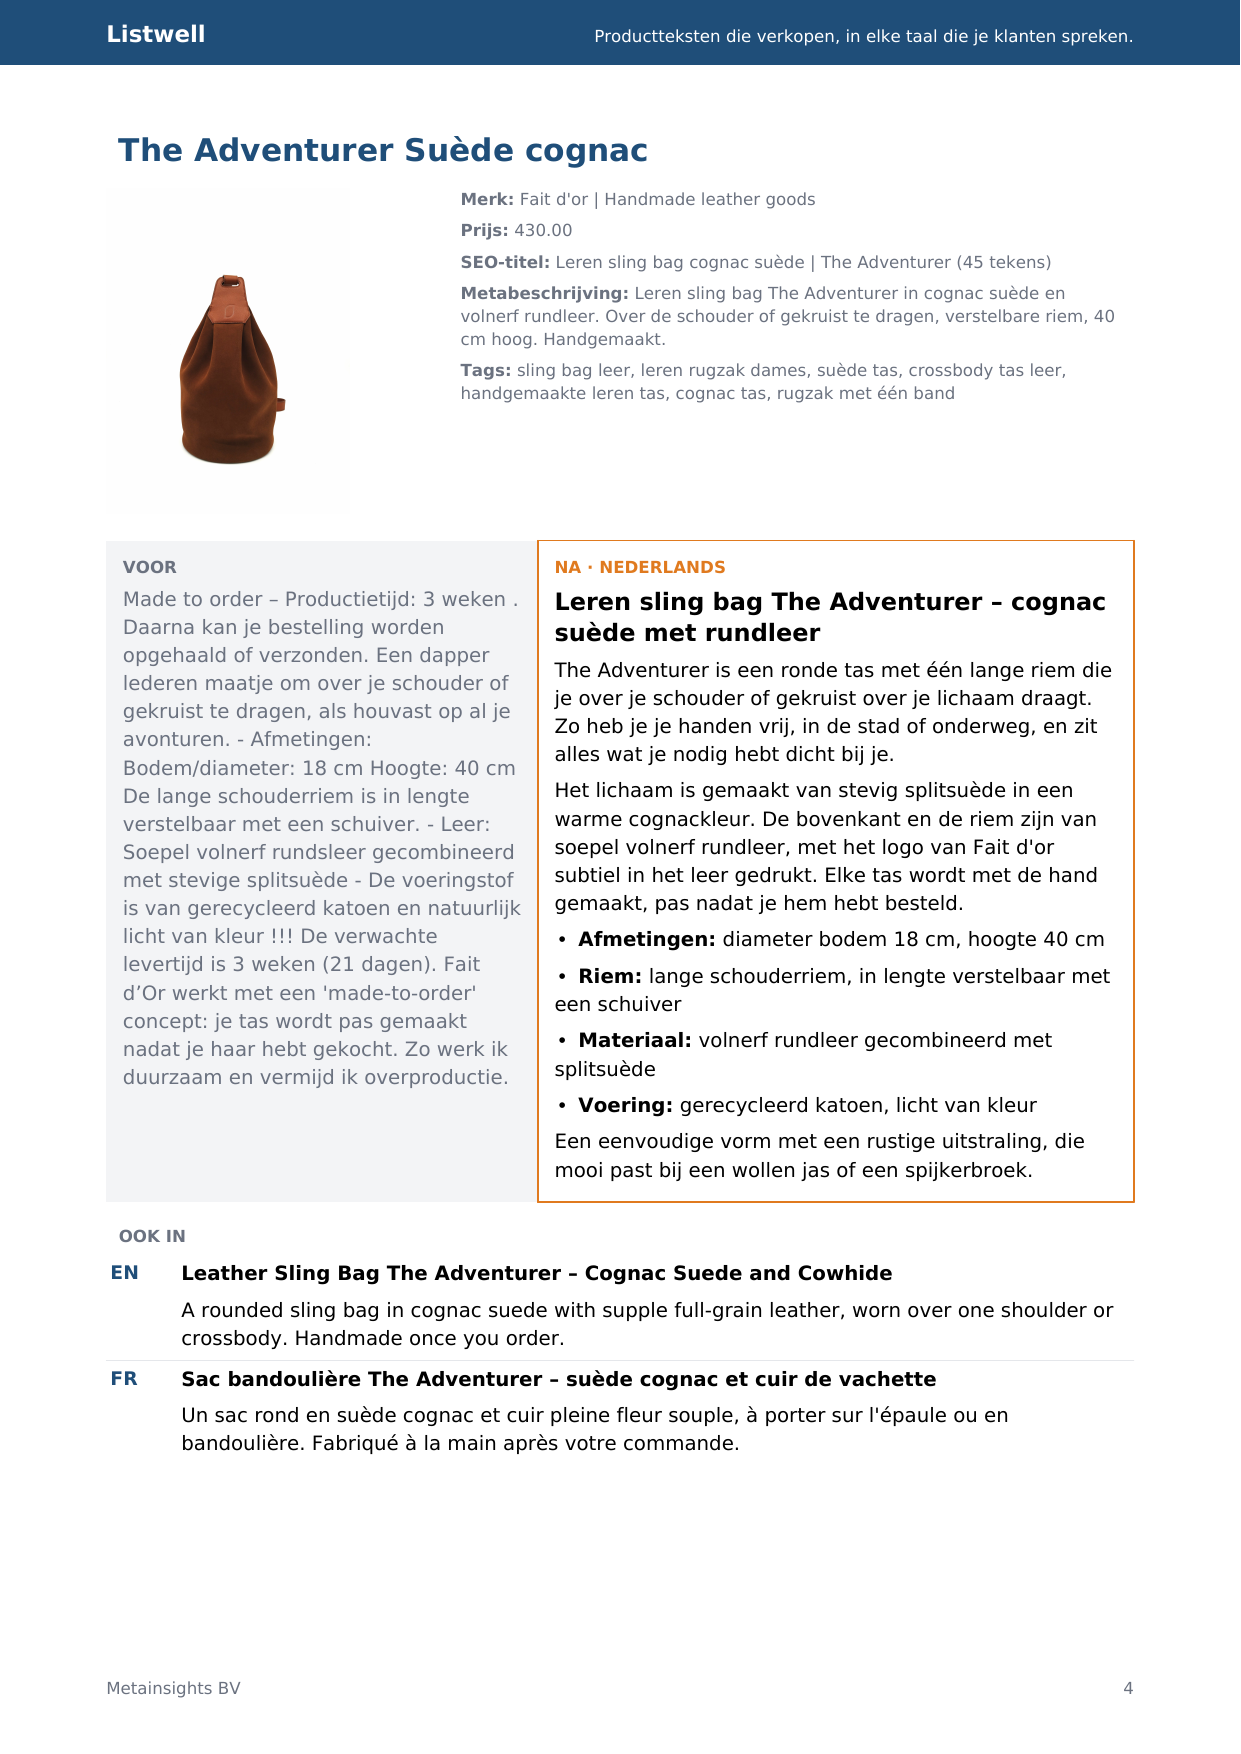 Listwell
Productteksten die verkopen, in elke taal die je klanten spreken.
The Adventurer Suède cognac
Merk: Fait d'or | Handmade leather goods
Prijs: 430.00
SEO-titel: Leren sling bag cognac suède | The Adventurer (45 tekens)
Metabeschrijving: Leren sling bag The Adventurer in cognac suède en
volnerf rundleer. Over de schouder of gekruist te dragen, verstelbare riem, 40
cm hoog. Handgemaakt.
Tags: sling bag leer, leren rugzak dames, suède tas, crossbody tas leer,
handgemaakte leren tas, cognac tas, rugzak met één band
VOOR
Made to order – Productietijd: 3 weken .
Daarna kan je bestelling worden
opgehaald of verzonden. Een dapper
lederen maatje om over je schouder of
gekruist te dragen, als houvast op al je
avonturen. - Afmetingen:
Bodem/diameter: 18 cm Hoogte: 40 cm
De lange schouderriem is in lengte
verstelbaar met een schuiver. - Leer:
Soepel volnerf rundsleer gecombineerd
met stevige splitsuède - De voeringstof
is van gerecycleerd katoen en natuurlijk
licht van kleur !!! De verwachte
levertijd is 3 weken (21 dagen). Fait
d’Or werkt met een 'made-to-order'
concept: je tas wordt pas gemaakt
nadat je haar hebt gekocht. Zo werk ik
duurzaam en vermijd ik overproductie.
NA · NEDERLANDS
Leren sling bag The Adventurer – cognac
suède met rundleer
The Adventurer is een ronde tas met één lange riem die
je over je schouder of gekruist over je lichaam draagt.
Zo heb je je handen vrij, in de stad of onderweg, en zit
alles wat je nodig hebt dicht bij je.
Het lichaam is gemaakt van stevig splitsuède in een
warme cognackleur. De bovenkant en de riem zijn van
soepel volnerf rundleer, met het logo van Fait d'or
subtiel in het leer gedrukt. Elke tas wordt met de hand
gemaakt, pas nadat je hem hebt besteld.
• Afmetingen: diameter bodem 18 cm, hoogte 40 cm
• Riem: lange schouderriem, in lengte verstelbaar met
een schuiver
• Materiaal: volnerf rundleer gecombineerd met
splitsuède
• Voering: gerecycleerd katoen, licht van kleur
Een eenvoudige vorm met een rustige uitstraling, die
mooi past bij een wollen jas of een spijkerbroek.
OOK IN
EN
Leather Sling Bag The Adventurer – Cognac Suede and Cowhide
A rounded sling bag in cognac suede with supple full-grain leather, worn over one shoulder or
crossbody. Handmade once you order.
FR
Sac bandoulière The Adventurer – suède cognac et cuir de vachette
Un sac rond en suède cognac et cuir pleine fleur souple, à porter sur l'épaule ou en
bandoulière. Fabriqué à la main après votre commande.
Metainsights BV
4